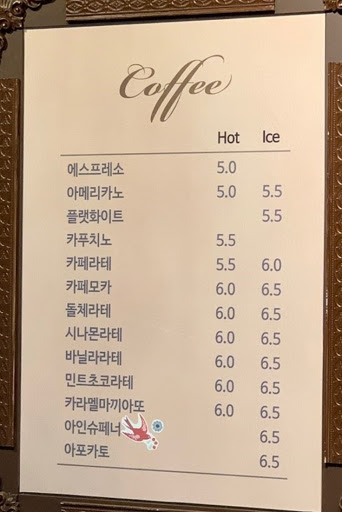 Coffee
Hot Ice
에스프레소 5.0
아메리카노 5.0 5.5
플랫화이트 5.5
카푸치노 5.5
카페라테 5.5 6.0
카페모카 6.0 6.5
돌체라테 6.0 6.5
시나몬라테 6.0 6.5
바닐라라테 6.0 6.5
민트초코라테 6.0 6.5
카라멜마끼아또 6.0 6.5
아인슈페너 6.5
아포카토 6.5